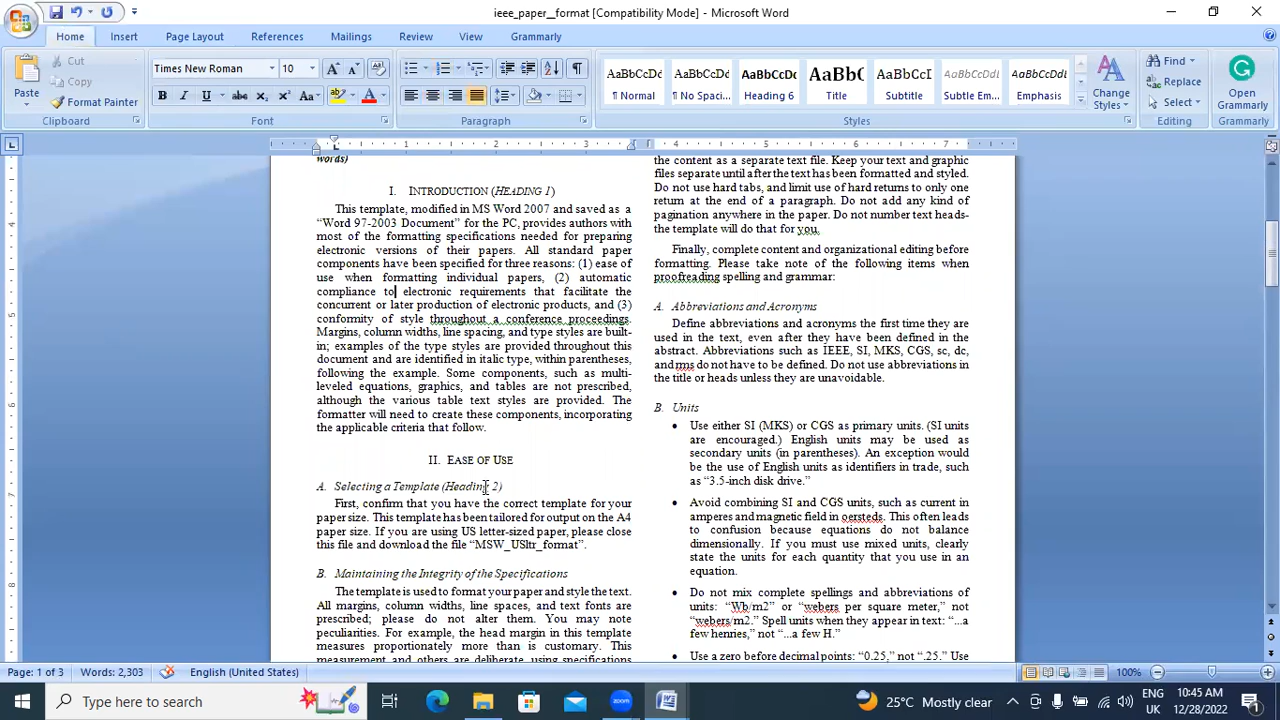 ieee_paper__format [Compatibility Mode] - Microsoft Word
Home Insert Page Layout References Mailings Review View Grammarly
Paste
Cut
Copy
Format Painter
Clipboard
Times New Roman 10
B I U abc x₂ x² Aa
Font
Paragraph
AaBbCcDc AaBbCcDc AaBbCcDc AaBbC AaBbCcI AaBbCcDd AaBbCcDc
¶ Normal ¶ No Spaci... Heading 6 Title Subtitle Subtle Em... Emphasis
Styles
Change
Styles
Find
Replace
Select
Editing
Open
Grammarly
Grammarly
1 2 3 4 5 6 7
words)
I. INTRODUCTION (HEADING 1)
This template, modified in MS Word 2007 and saved as a
“Word 97-2003 Document” for the PC, provides authors with
most of the formatting specifications needed for preparing
electronic versions of their papers. All standard paper
components have been specified for three reasons: (1) ease of
use when formatting individual papers, (2) automatic
compliance to electronic requirements that facilitate the
concurrent or later production of electronic products, and (3)
conformity of style throughout a conference proceedings.
Margins, column widths, line spacing, and type styles are built-
in; examples of the type styles are provided throughout this
document and are identified in italic type, within parentheses,
following the example. Some components, such as multi-
leveled equations, graphics, and tables are not prescribed,
although the various table text styles are provided. The
formatter will need to create these components, incorporating
the applicable criteria that follow.
II. EASE OF USE
A. Selecting a Template (Heading 2)
First, confirm that you have the correct template for your
paper size. This template has been tailored for output on the A4
paper size. If you are using US letter-sized paper, please close
this file and download the file “MSW_USltr_format”.
B. Maintaining the Integrity of the Specifications
The template is used to format your paper and style the text.
All margins, column widths, line spaces, and text fonts are
prescribed; please do not alter them. You may note
peculiarities. For example, the head margin in this template
measures proportionately more than is customary. This
measurement and others are deliberate, using specifications
the content as a separate text file. Keep your text and graphic
files separate until after the text has been formatted and styled.
Do not use hard tabs, and limit use of hard returns to only one
return at the end of a paragraph. Do not add any kind of
pagination anywhere in the paper. Do not number text heads-
the template will do that for you.
Finally, complete content and organizational editing before
formatting. Please take note of the following items when
proofreading spelling and grammar:
A. Abbreviations and Acronyms
Define abbreviations and acronyms the first time they are
used in the text, even after they have been defined in the
abstract. Abbreviations such as IEEE, SI, MKS, CGS, sc, dc,
and rms do not have to be defined. Do not use abbreviations in
the title or heads unless they are unavoidable.
B. Units
• Use either SI (MKS) or CGS as primary units. (SI units
are encouraged.) English units may be used as
secondary units (in parentheses). An exception would
be the use of English units as identifiers in trade, such
as “3.5-inch disk drive.”
• Avoid combining SI and CGS units, such as current in
amperes and magnetic field in oersteds. This often leads
to confusion because equations do not balance
dimensionally. If you must use mixed units, clearly
state the units for each quantity that you use in an
equation.
• Do not mix complete spellings and abbreviations of
units: “Wb/m2” or “webers per square meter,” not
“webers/m2.” Spell units when they appear in text: “...a
few henries,” not “...a few H.”
• Use a zero before decimal points: “0.25,” not “.25.” Use
Page: 1 of 3 Words: 2,303 English (United States) 100%
Type here to search
zoom
25°C Mostly clear
ENG
UK
10:45 AM
12/28/2022
1